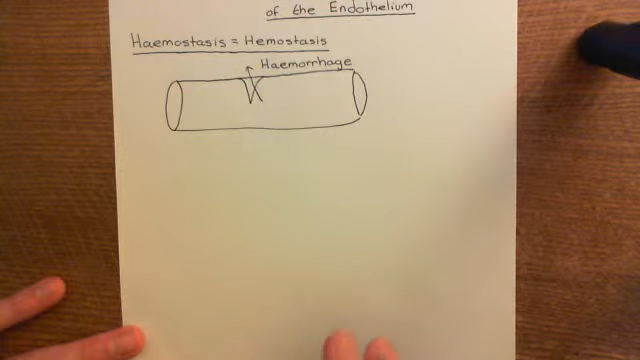 of the Endothelium
Haemostasis = Hemostasis
Haemorrhage